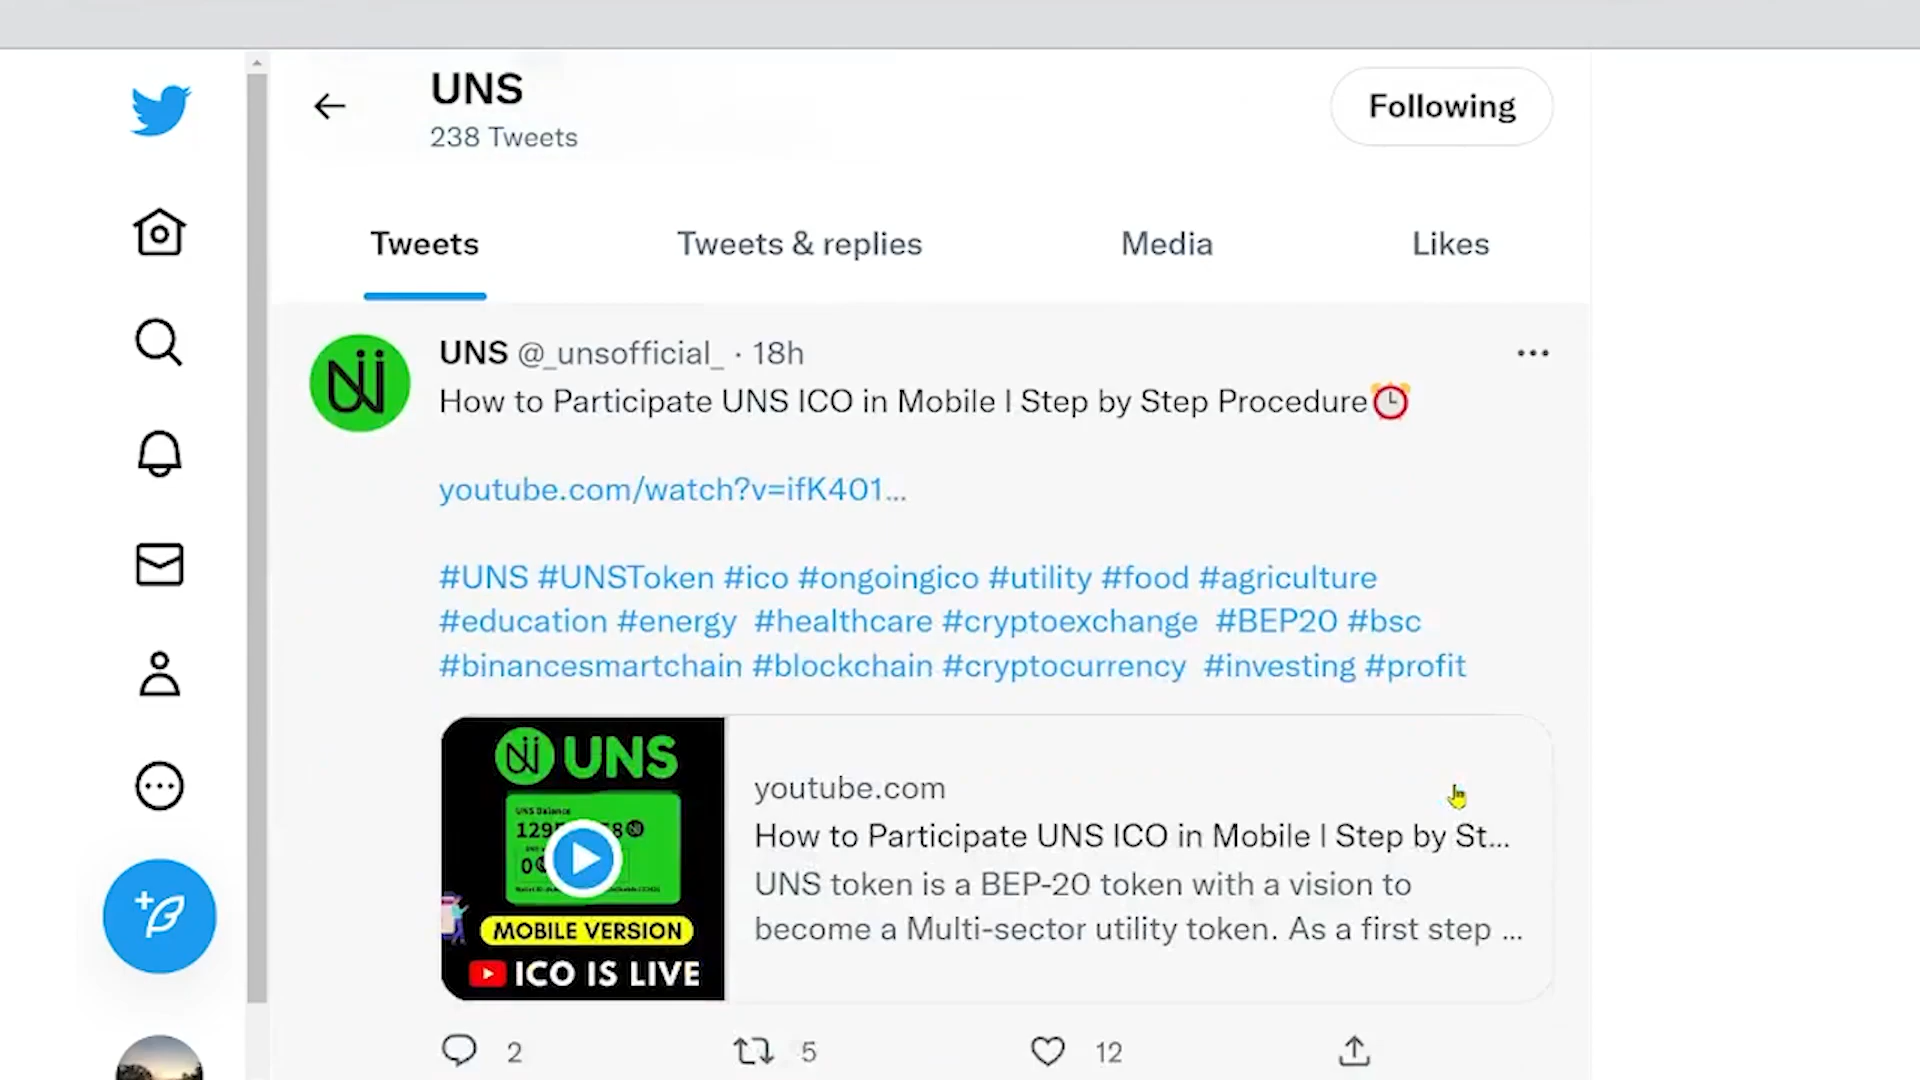 UNS
238 Tweets
Following
Tweets
Tweets & replies
Media
Likes
UNS @_unsofficial_ · 18h
How to Participate UNS ICO in Mobile I Step by Step Procedure⏰
youtube.com/watch?v=ifK401...
#UNS #UNSToken #ico #ongoingico #utility #food #agriculture
#education #energy #healthcare #cryptoexchange #BEP20 #bsc
#binancesmartchain #blockchain #cryptocurrency #investing #profit
UNS
UNS Balance
MOBILE VERSION
ICO IS LIVE
youtube.com
How to Participate UNS ICO in Mobile I Step by St...
UNS token is a BEP-20 token with a vision to
become a Multi-sector utility token. As a first step ...
2
5
12